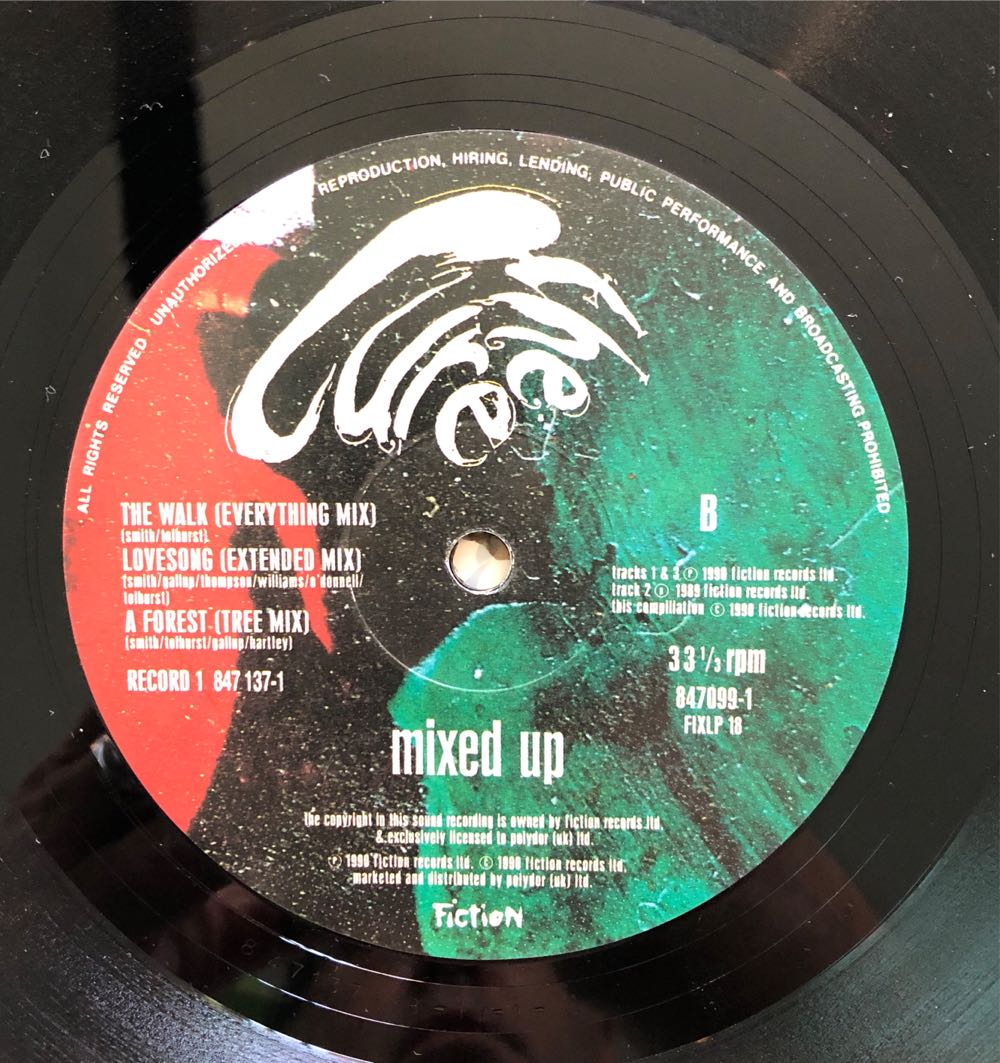 ALL RIGHTS RESERVED UNAUTHORIZED REPRODUCTION, HIRING, LENDING, PUBLIC PERFORMANCE AND BROADCASTING PROHIBITED
the Cure
THE WALK (EVERYTHING MIX)
(smith/tolhurst)
LOVESONG (EXTENDED MIX)
(smith/gallup/thompson/williams/o'donnell/
tolhurst)
A FOREST (TREE MIX)
(smith/tolhurst/gallup/hartley)
RECORD 1 847 137-1
B
tracks 1 & 3 ℗ 1990 fiction records ltd.
track 2 ℗ 1989 fiction records ltd.
this compilation © 1990 fiction records ltd.
33 1/3 rpm
847099-1
FIXLP 18
mixed up
the copyright in this sound recording is owned by fiction records ltd.
& exclusively licensed to polydor (uk) ltd.
℗ 1990 fiction records ltd. © 1990 fiction records ltd.
marketed and distributed by polydor (uk) ltd.
Fiction